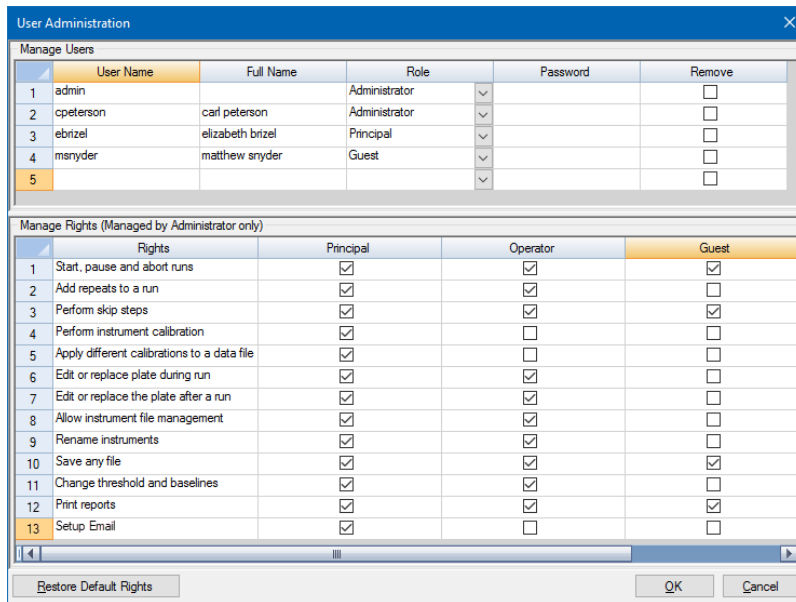 User Administration
Manage Users
User Name Full Name Role Password Remove
1 admin Administrator
2 cpeterson carl peterson Administrator
3 ebrizel elizabeth brizel Principal
4 msnyder matthew snyder Guest
5
Manage Rights (Managed by Administrator only)
Rights Principal Operator Guest
1 Start, pause and abort runs
2 Add repeats to a run
3 Perform skip steps
4 Perform instrument calibration
5 Apply different calibrations to a data file
6 Edit or replace plate during run
7 Edit or replace the plate after a run
8 Allow instrument file management
9 Rename instruments
10 Save any file
11 Change threshold and baselines
12 Print reports
13 Setup Email
Restore Default Rights OK Cancel